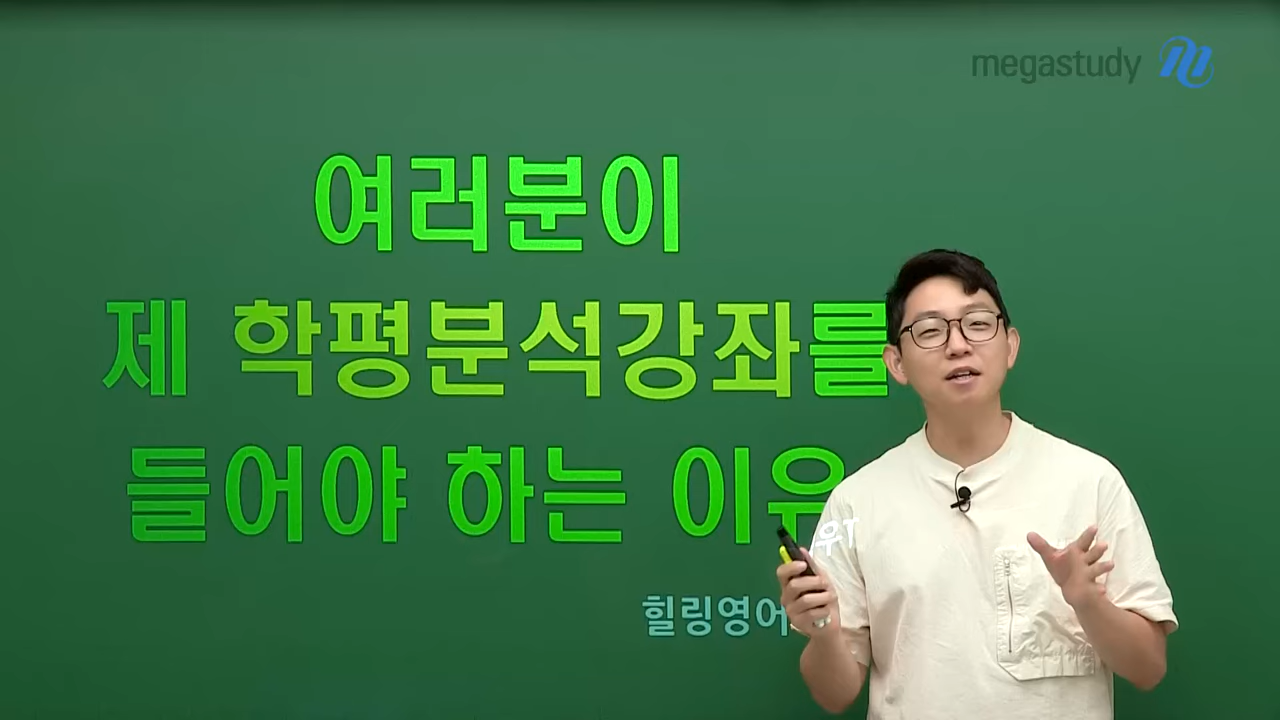 megastudy
여러분이
제 학평분석강좌를
들어야 하는 이유
힐링영어